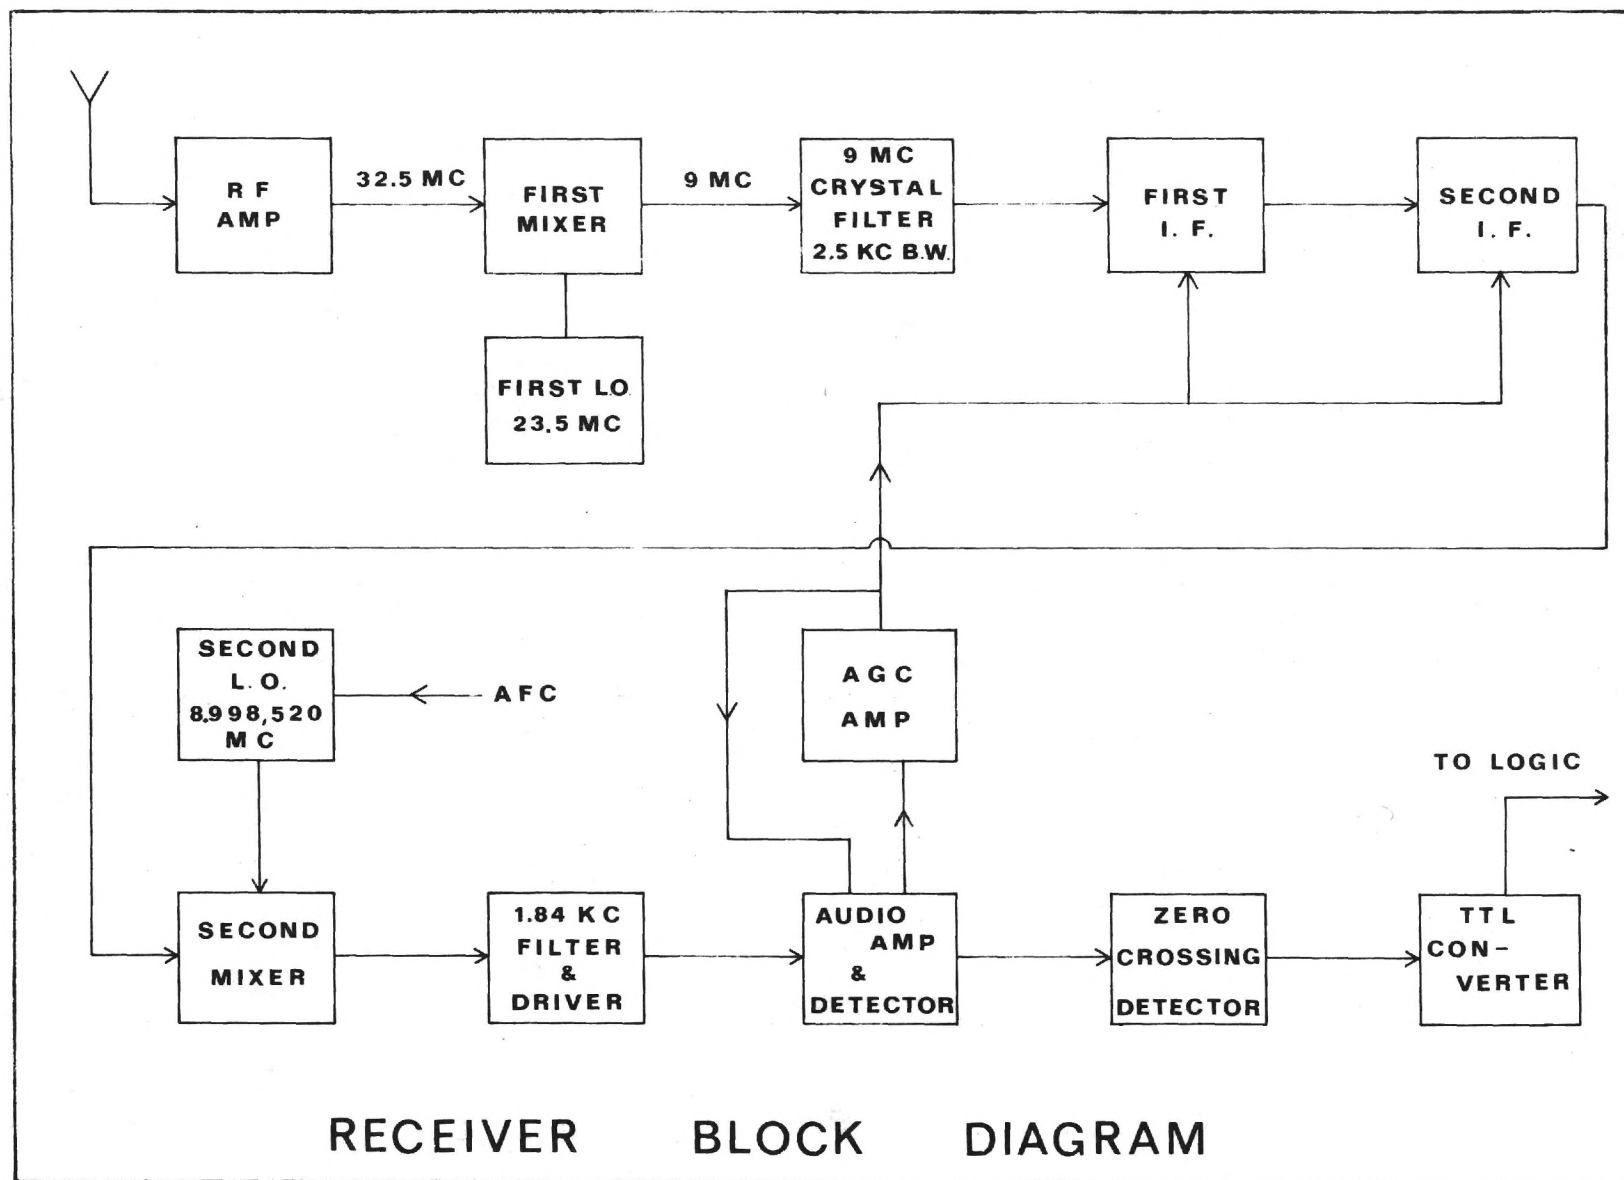 R F
AMP
32.5 MC
FIRST
MIXER
9 MC
9 MC
CRYSTAL
FILTER
2.5 KC B.W.
FIRST
I. F.
SECOND
I. F.
FIRST L.O.
23.5 MC
SECOND
L. O.
8.998,520
M C
AFC
AGC
AMP
TO LOGIC
SECOND
MIXER
1.84 KC
FILTER
&
DRIVER
AUDIO
AMP
&
DETECTOR
ZERO
CROSSING
DETECTOR
TTL
CON-
VERTER
RECEIVER BLOCK DIAGRAM